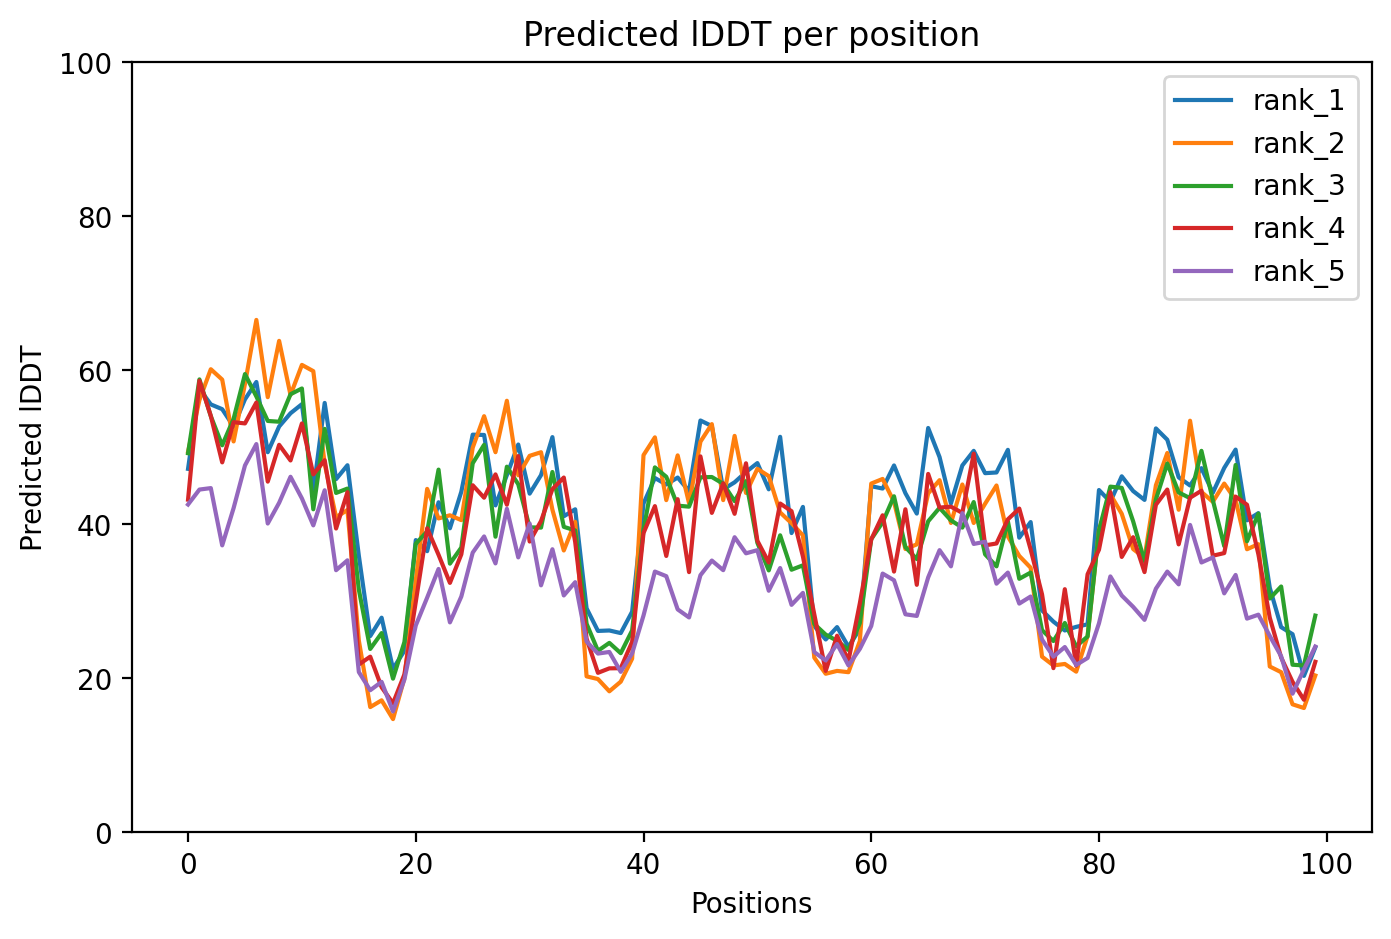 Predicted lDDT per position
100
80
60
40
20
0
Predicted lDDT
rank_1
rank_2
rank_3
rank_4
rank_5
0 20 40 60 80 100
Positions